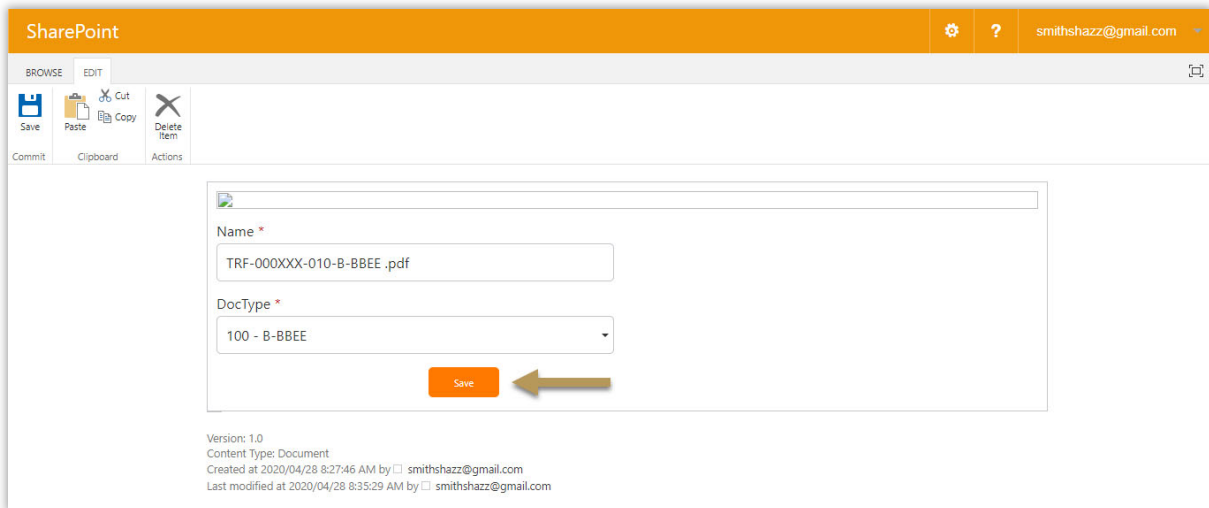 SharePoint
? smithshazz@gmail.com
BROWSE EDIT
Save Paste Cut Copy Delete Item
Commit Clipboard Actions
Name *
TRF-000XXX-010-B-BBEE .pdf
DocType *
100 - B-BBEE
Save
Version: 1.0
Content Type: Document
Created at 2020/04/28 8:27:46 AM by smithshazz@gmail.com
Last modified at 2020/04/28 8:35:29 AM by smithshazz@gmail.com